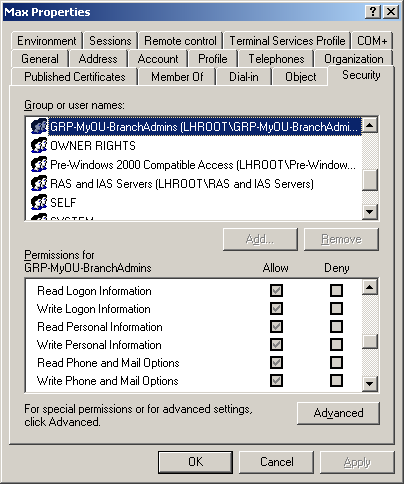 Max Properties
Environment Sessions Remote control Terminal Services Profile COM+
General Address Account Profile Telephones Organization
Published Certificates Member Of Dial-in Object Security
Group or user names:
GRP-MyOU-BranchAdmins (LHROOT\GRP-MyOU-BranchAdmi...
OWNER RIGHTS
Pre-Windows 2000 Compatible Access (LHROOT\Pre-Window...
RAS and IAS Servers (LHROOT\RAS and IAS Servers)
SELF
SYSTEM
Add... Remove
Permissions for
GRP-MyOU-BranchAdmins Allow Deny
Read Logon Information
Write Logon Information
Read Personal Information
Write Personal Information
Read Phone and Mail Options
Write Phone and Mail Options
For special permissions or for advanced settings,
click Advanced.
Advanced
OK Cancel Apply